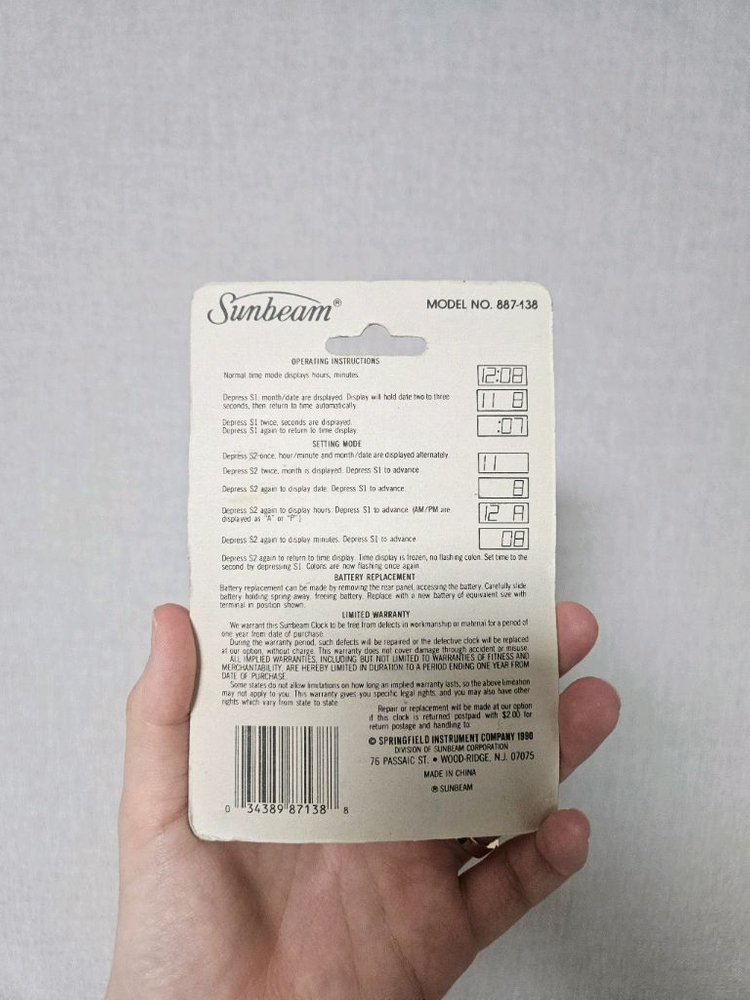 Sunbeam®
MODEL NO. 887-138
OPERATING INSTRUCTIONS
Normal time mode displays hours, minutes.
12:08
Depress S1, month/date are displayed. Display will hold date two to three
seconds, then return to time automatically.
11 8
Depress S1 twice, seconds are displayed.
Depress S1 again to return to time display.
:07
SETTING MODE
Depress S2 once, hour/minute and month/date are displayed alternately.
Depress S2 twice, month is displayed. Depress S1 to advance.
11
Depress S2 again to display date. Depress S1 to advance.
8
Depress S2 again to display hours. Depress S1 to advance. (AM/PM are
displayed as "A" or "P")
12 A
Depress S2 again to display minutes. Depress S1 to advance.
08
Depress S2 again to return to time display. Time display is frozen, no flashing colon. Set time to the
second by depressing S1. Colons are now flashing once again.
BATTERY REPLACEMENT
Battery replacement can be made by removing the rear panel, accessing the battery. Carefully slide
battery holding spring away, freeing battery. Replace with a new battery of equivalent size with
terminal in position shown.
LIMITED WARRANTY
We warrant this Sunbeam Clock to be free from defects in workmanship or material for a period of
one year from date of purchase.
During the warranty period, such defects will be repaired or the defective clock will be replaced
at our option, without charge. This warranty does not cover damage through accident or misuse.
ALL IMPLIED WARRANTIES, INCLUDING BUT NOT LIMITED TO WARRANTIES OF FITNESS AND
MERCHANTABILITY, ARE HEREBY LIMITED IN DURATION TO A PERIOD ENDING ONE YEAR FROM
DATE OF PURCHASE.
Some states do not allow limitations on how long an implied warranty lasts, so the above limitation
may not apply to you. This warranty gives you specific legal rights, and you may also have other
rights which vary from state to state.
Repair or replacement will be made at our option
if this clock is returned postpaid with $2.00 for
return postage and handling to:
© SPRINGFIELD INSTRUMENT COMPANY 1990
DIVISION OF SUNBEAM CORPORATION
76 PASSAIC ST. • WOOD-RIDGE, N.J. 07075
MADE IN CHINA
® SUNBEAM
0 34389 87138 8